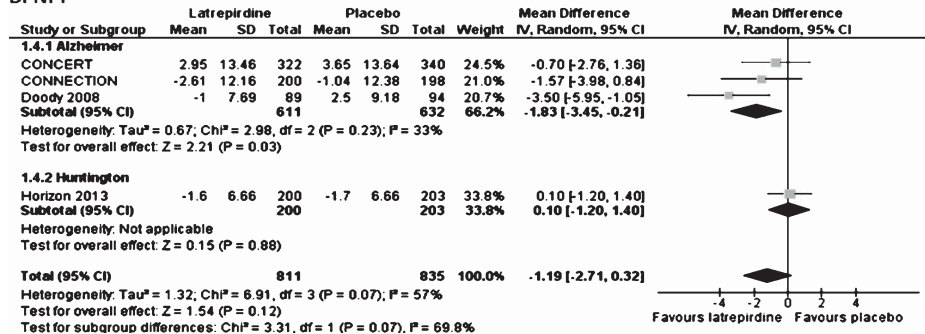 Latrepirdine Placebo Mean Difference Mean Difference
Study or Subgroup Mean SD Total Mean SD Total Weight IV, Random, 95% CI IV, Random, 95% CI
1.4.1 Alzheimer
CONCERT 2.95 13.46 322 3.65 13.64 340 24.5% -0.70 [-2.76, 1.36]
CONNECTION -2.61 12.16 200 -1.04 12.38 198 21.0% -1.57 [-3.98, 0.84]
Doody 2008 -1 7.69 89 2.5 9.18 94 20.7% -3.50 [-5.95, -1.05]
Subtotal (95% CI) 611 632 66.2% -1.83 [-3.45, -0.21]
Heterogeneity: Tau² = 0.67; Chi² = 2.98, df = 2 (P = 0.23); I² = 33%
Test for overall effect: Z = 2.21 (P = 0.03)
1.4.2 Huntington
Horizon 2013 -1.6 6.66 200 -1.7 6.66 203 33.8% 0.10 [-1.20, 1.40]
Subtotal (95% CI) 200 203 33.8% 0.10 [-1.20, 1.40]
Heterogeneity: Not applicable
Test for overall effect: Z = 0.15 (P = 0.88)
Total (95% CI) 811 835 100.0% -1.19 [-2.71, 0.32]
Heterogeneity: Tau² = 1.32; Chi² = 6.91, df = 3 (P = 0.07); I² = 57%
Test for overall effect: Z = 1.54 (P = 0.12)
Test for subgroup differences: Chi² = 3.31, df = 1 (P = 0.07), I² = 69.8%
-4 -2 0 2 4
Favours latrepirdine Favours placebo